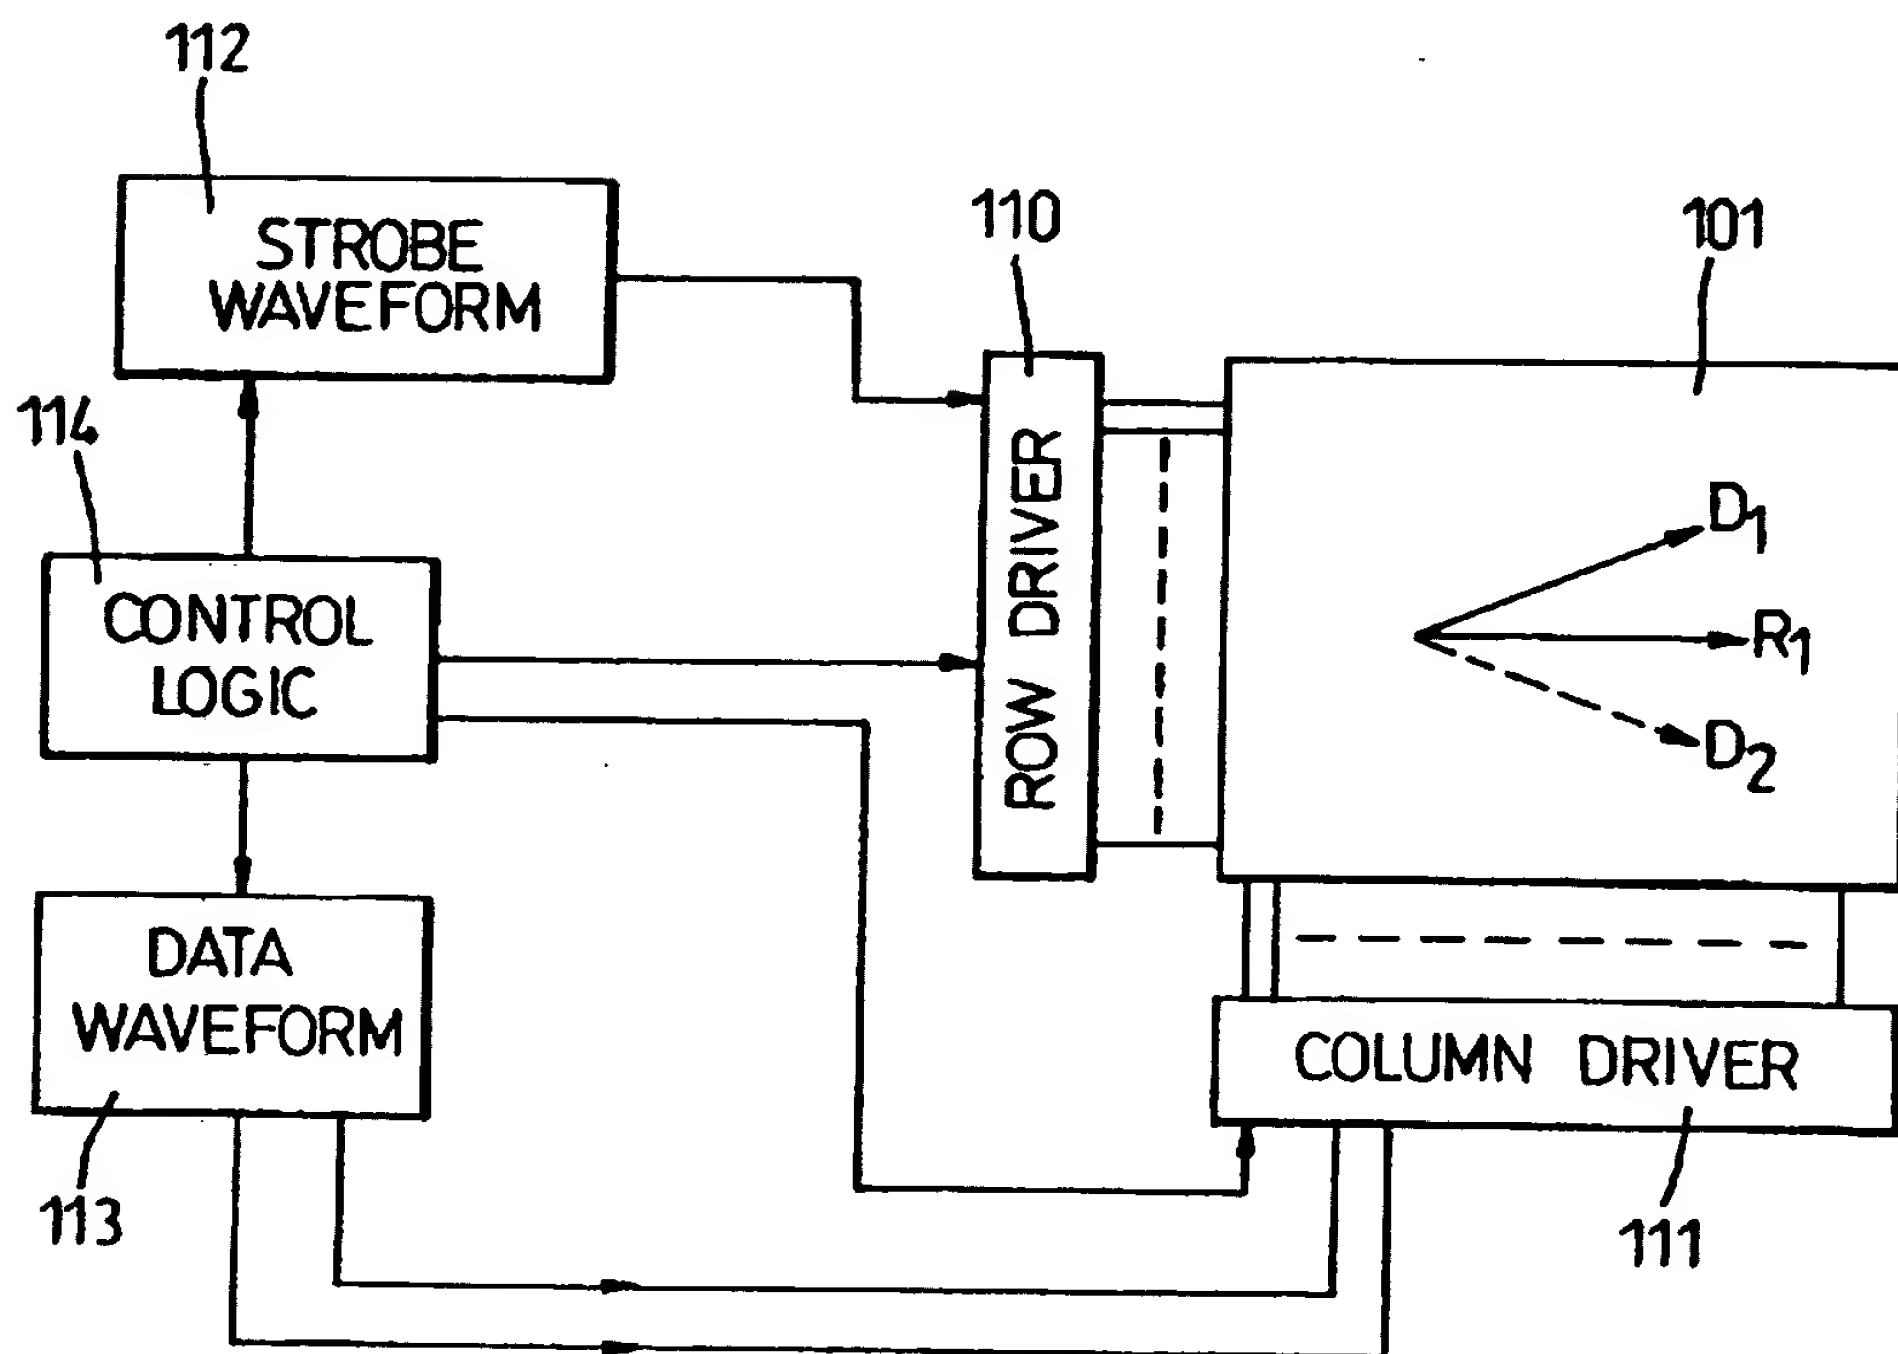 112
STROBE
WAVEFORM
110
101
114
CONTROL
LOGIC
ROW DRIVER
D1
R1
D2
DATA
WAVEFORM
COLUMN DRIVER
113
111